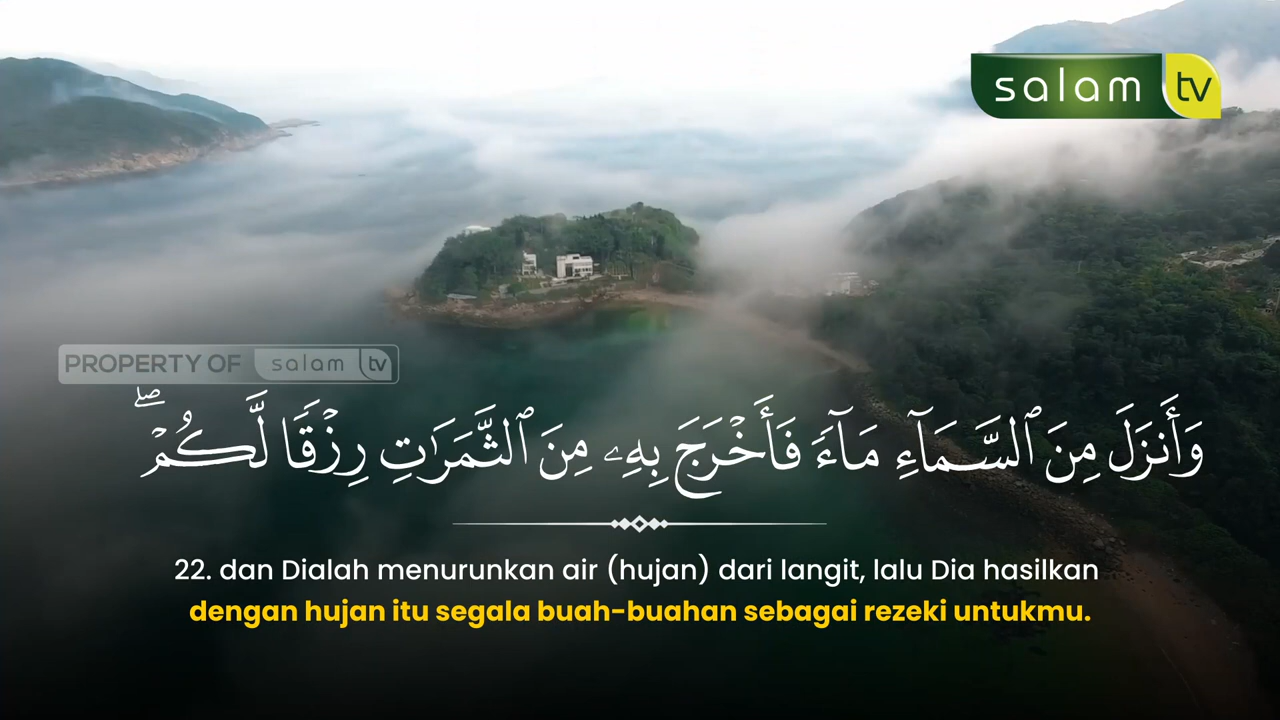 salam tv
PROPERTY OF salam tv
وَأَنزَلَ مِنَ ٱلسَّمَآءِ مَآءً فَأَخْرَجَ بِهِۦ مِنَ ٱلثَّمَرَٰتِ رِزْقًا لَّكُمْ ۖ
22. dan Dialah menurunkan air (hujan) dari langit, lalu Dia hasilkan
dengan hujan itu segala buah-buahan sebagai rezeki untukmu.